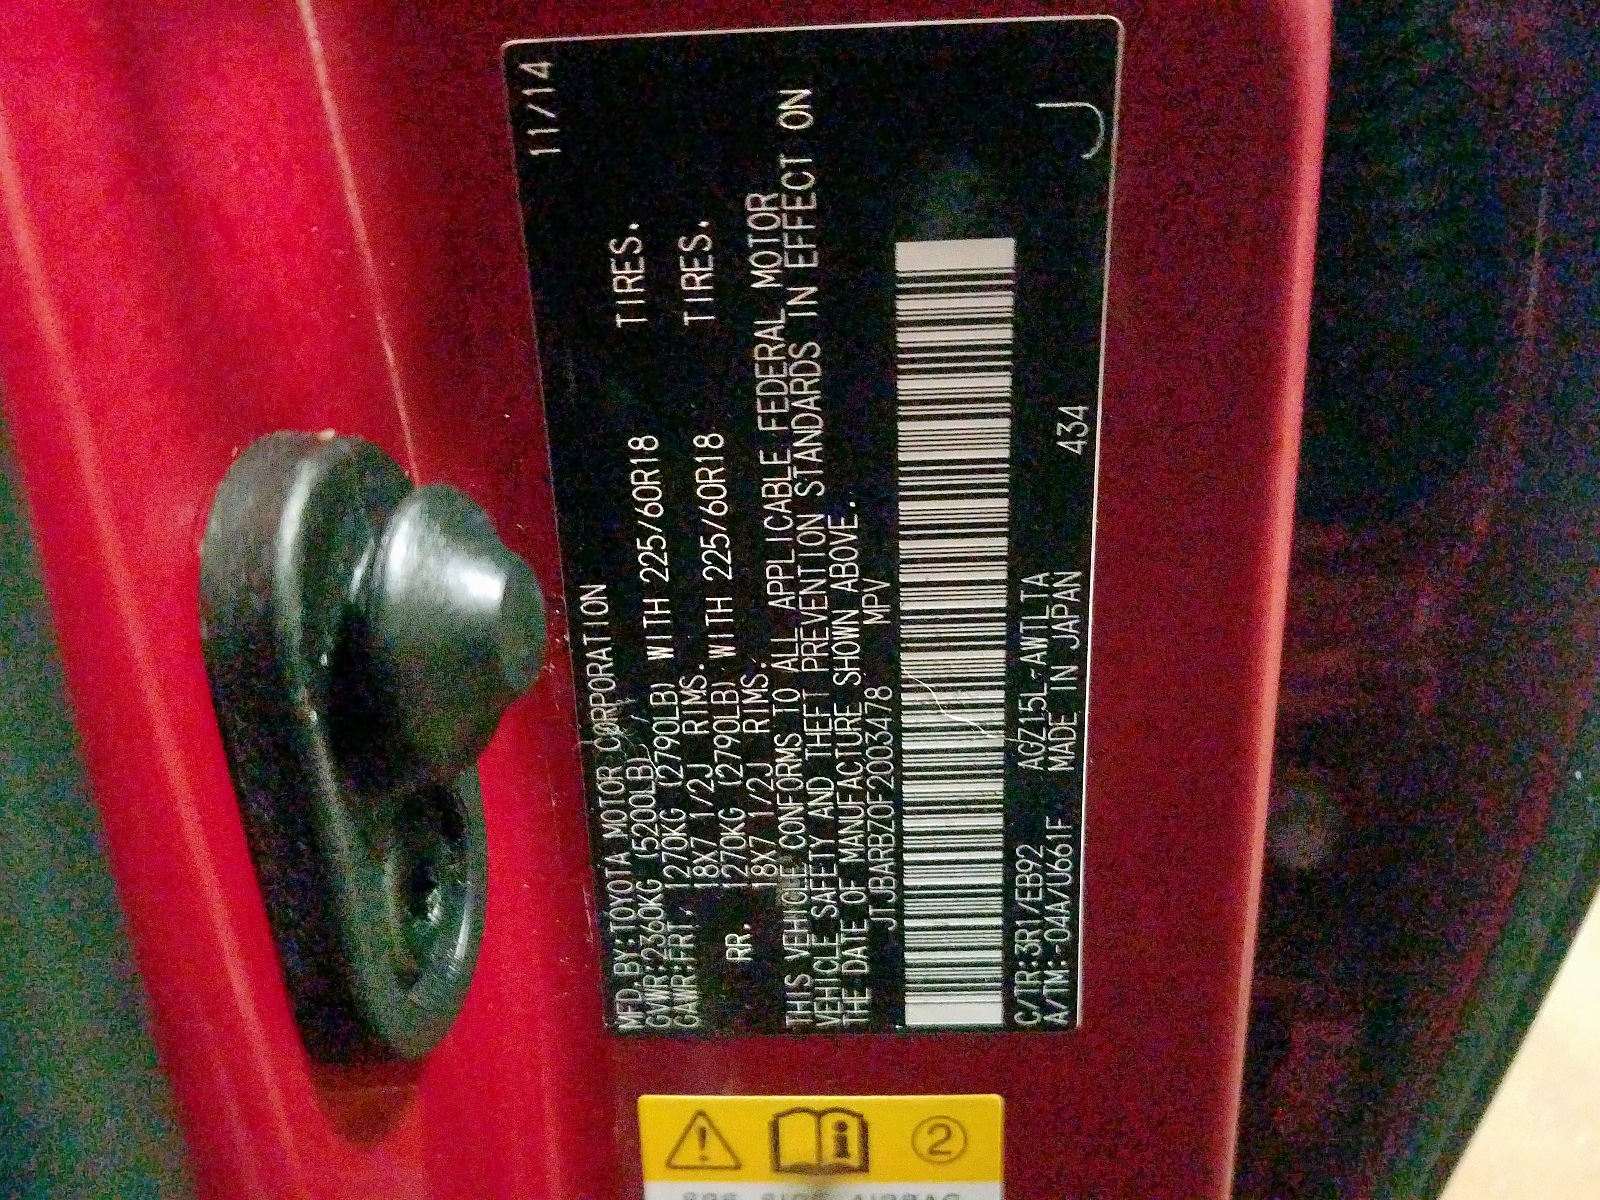 11/14
MFD.BY:TOYOTA MOTOR CORPORATION
GVWR:2360KG (5200LB)
GAWR:FRT. 1270KG (2790LB) WITH 225/60R18 TIRES.
18X7 1/2J RIMS.
RR. 1270KG (2790LB) WITH 225/60R18 TIRES.
18X7 1/2J RIMS.
THIS VEHICLE CONFORMS TO ALL APPLICABLE FEDERAL MOTOR
VEHICLE SAFETY AND THEFT PREVENTION STANDARDS IN EFFECT ON
THE DATE OF MANUFACTURE SHOWN ABOVE.
JTJBARBZ0F2003478 MPV
C/TR:3R1/EB92 AGZ15L-AWTLTA
A/TM:-04A/U661F MADE IN JAPAN 434
J
2